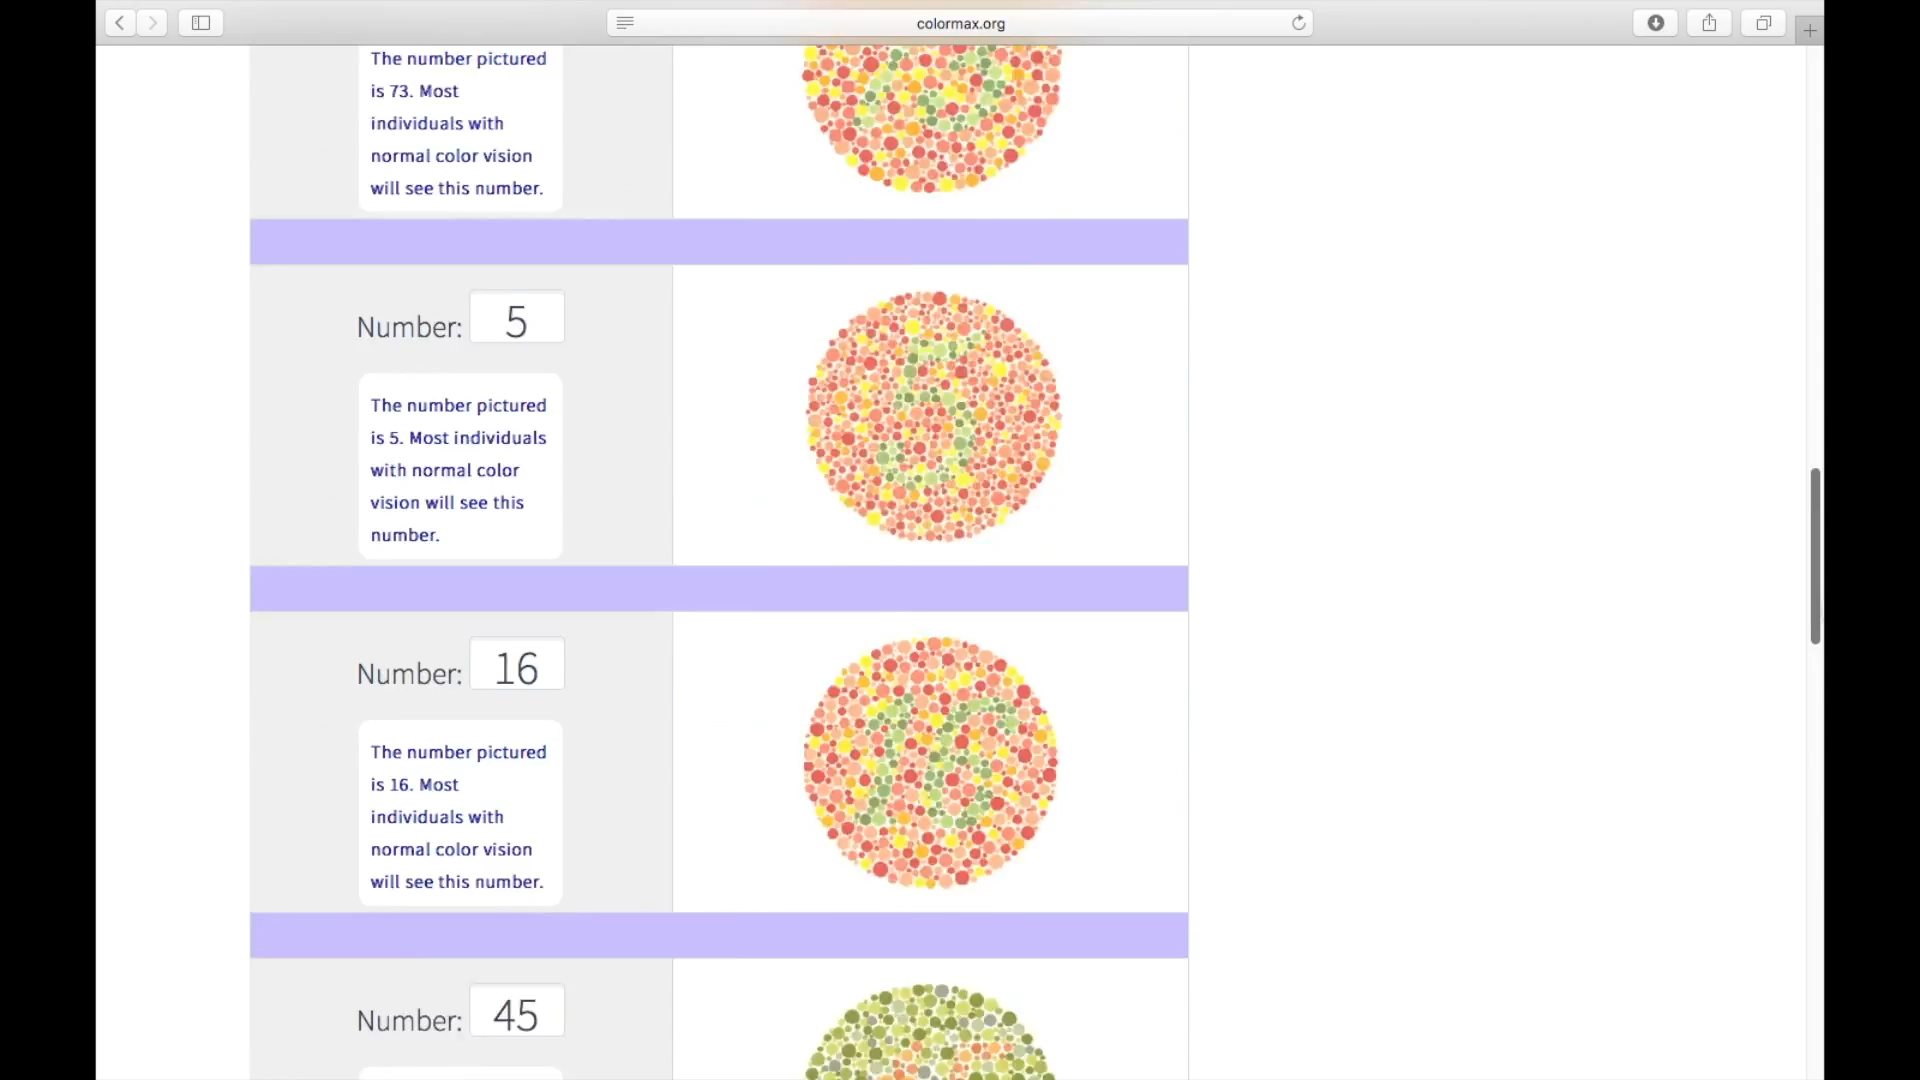 colormax.org
The number pictured
is 73. Most
individuals with
normal color vision
will see this number.
Number: 5
The number pictured
is 5. Most individuals
with normal color
vision will see this
number.
Number: 16
The number pictured
is 16. Most
individuals with
normal color vision
will see this number.
Number: 45